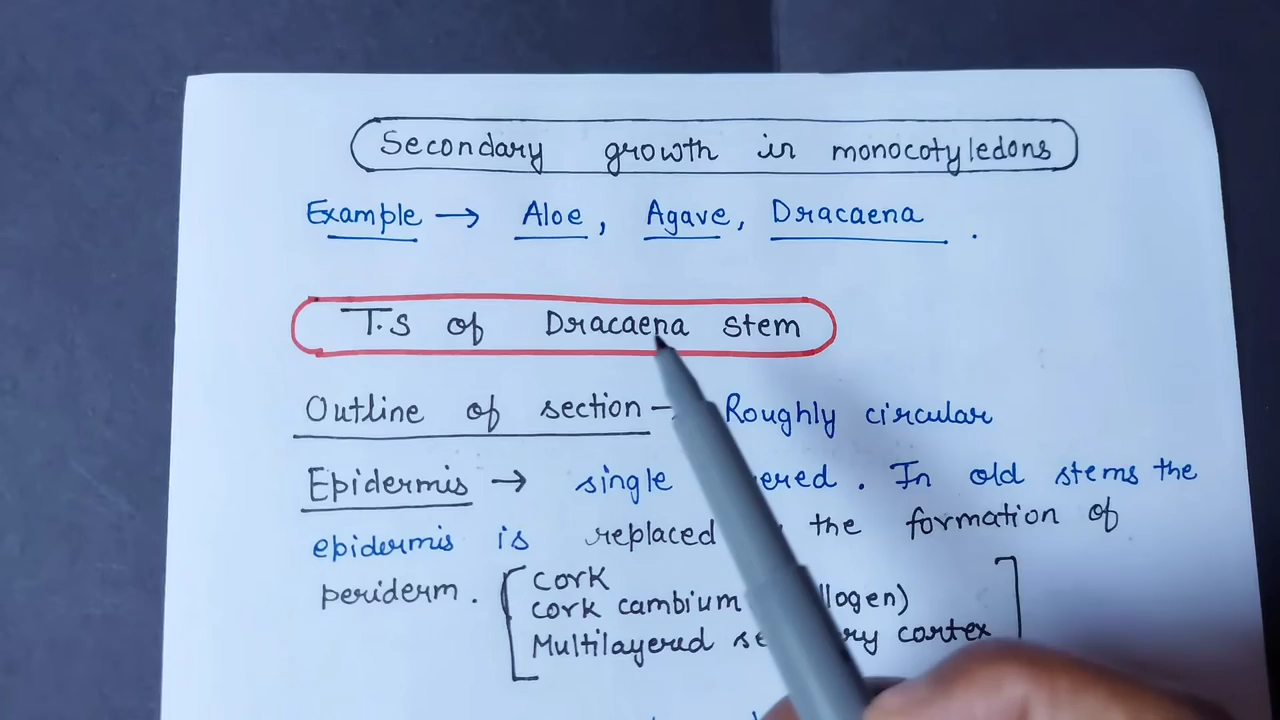 Secondary growth in monocotyledons
Example → Aloe, Agave, Dracaena.
T.S of Dracaena stem
Outline of section → Roughly circular
Epidermis → single ered. In old stems the
epidermis is replaced the formation of
periderm. [cork
cork cambium llogen)
Multilayered se ry cortex]